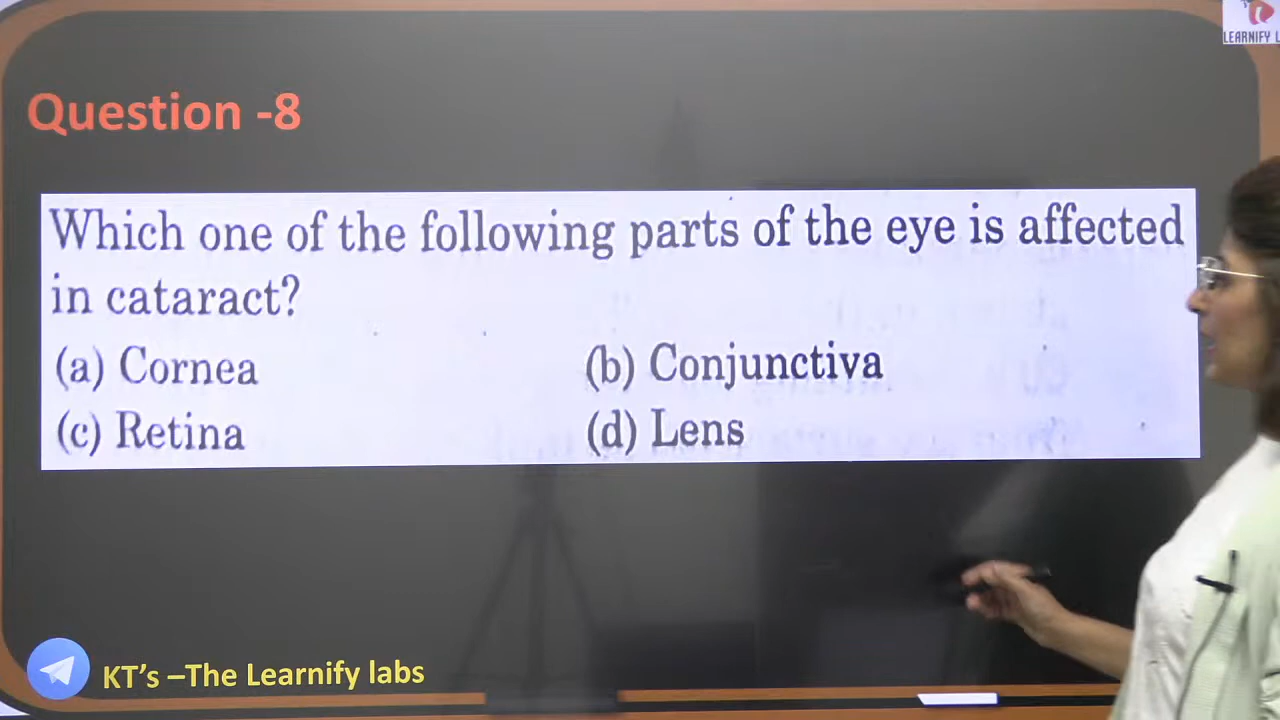 LEARNIFY L
Question -8
Which one of the following parts of the eye is affected
in cataract?
(a) Cornea (b) Conjunctiva
(c) Retina (d) Lens
KT's –The Learnify labs